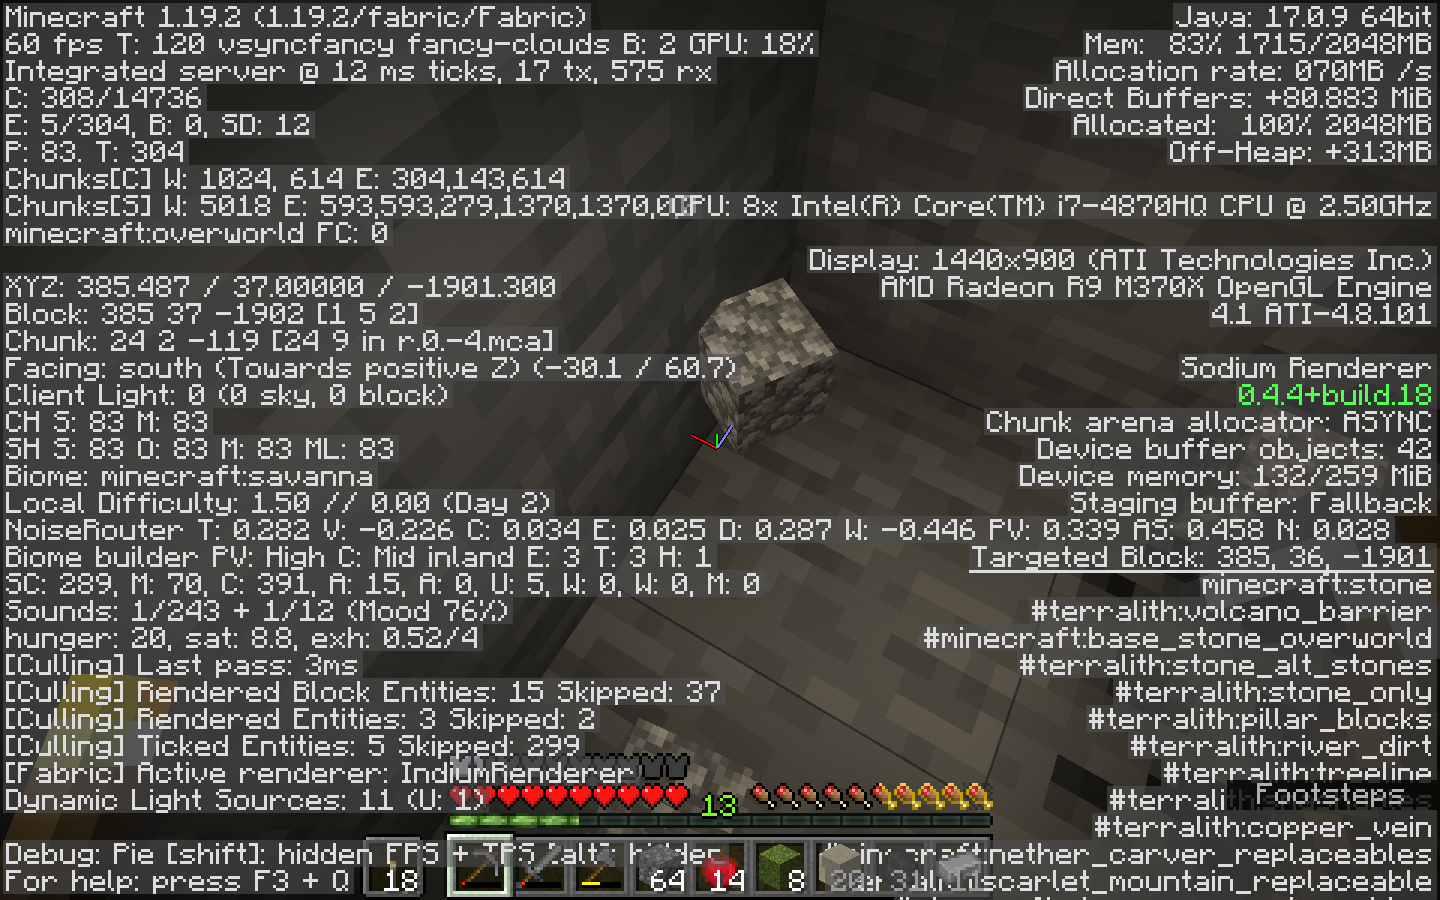 Minecraft 1.19.2 (1.19.2/fabric/Fabric)
60 fps T: 120 vsyncfancy fancy-clouds B: 2 GPU: 18%
Integrated server @ 12 ms ticks, 17 tx, 575 rx
C: 308/14736
E: 5/304, B: 0, SD: 12
P: 83. T: 304
Chunks[C] W: 1024, 614 E: 304,143,614
Chunks[S] W: 5018 E: 593,593,279,1370,1370,0
minecraft:overworld FC: 0
XYZ: 385.487 / 37.00000 / -1901.300
Block: 385 37 -1902 [1 5 2]
Chunk: 24 2 -119 [24 9 in r.0.-4.mca]
Facing: south (Towards positive Z) (-30.1 / 60.7)
Client Light: 0 (0 sky, 0 block)
CH S: 83 M: 83
SH S: 83 O: 83 M: 83 ML: 83
Biome: minecraft:savanna
Local Difficulty: 1.50 // 0.00 (Day 2)
NoiseRouter T: 0.282 V: -0.226 C: 0.034 E: 0.025 D: 0.287 W: -0.446 PV: 0.339 AS: 0.458 N: 0.028
Biome builder PV: High C: Mid inland E: 3 T: 3 H: 1
SC: 289, M: 70, C: 391, A: 15, A: 0, U: 5, W: 0, W: 0, M: 0
Sounds: 1/243 + 1/12 (Mood 76%)
hunger: 20, sat: 8.8, exh: 0.52/4
[Culling] Last pass: 3ms
[Culling] Rendered Block Entities: 15 Skipped: 37
[Culling] Rendered Entities: 3 Skipped: 2
[Culling] Ticked Entities: 5 Skipped: 299
[Fabric] Active renderer: IndiumRenderer
Dynamic Light Sources: 11 (U: 1)
Debug: Pie [shift]: hidden FPS + TPS [alt]: hidden
For help: press F3 + Q
Java: 17.0.9 64bit
Mem: 83% 1715/2048MB
Allocation rate: 070MB /s
Direct Buffers: +80.883 MiB
Allocated: 100% 2048MB
Off-Heap: +313MB
CPU: 8x Intel(R) Core(TM) i7-4870HQ CPU @ 2.50GHz
Display: 1440x900 (ATI Technologies Inc.)
AMD Radeon R9 M370X OpenGL Engine
4.1 ATI-4.8.101
Sodium Renderer
0.4.4+build.18
Chunk arena allocator: ASYNC
Device buffer objects: 42
Device memory: 132/259 MiB
Staging buffer: Fallback
Targeted Block: 385, 36, -1901
minecraft:stone
#terralith:volcano_barrier
#minecraft:base_stone_overworld
#terralith:stone_alt_stones
#terralith:stone_only
#terralith:pillar_blocks
#terralith:river_dirt
#terralith:treeline
Footsteps
#terralith:copper_vein
nether_carver_replaceables
scarlet_mountain_replaceable
13
18
64
14
8
20
31